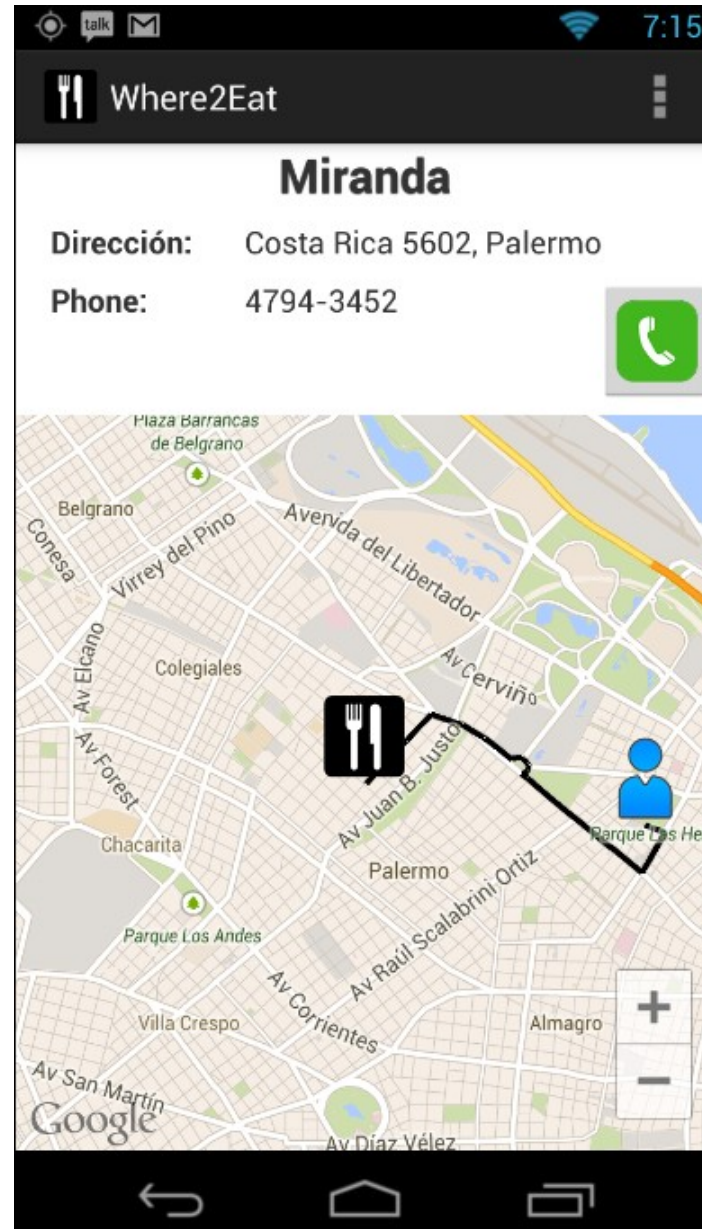 talk 7:15
Where2Eat
Miranda
Dirección: Costa Rica 5602, Palermo
Phone: 4794-3452
Plaza Barrancas
de Belgrano
Belgrano
Avenida del Libertador
Conesa
Virrey del Pino
Av Elcano
Colegiales
Av Cerviño
Av Forest
Av Juan B. Justo
Chacarita
Parque Las He
Palermo
Av Raúl Scalabrini Ortiz
Parque Los Andes
Av Corrientes
Villa Crespo
Almagro
+
Av San Martín
−
Google
Av Díaz Vélez